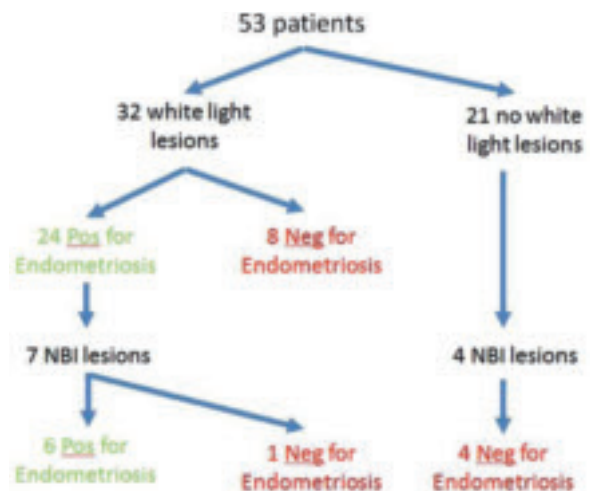 53 patients
32 white light
lesions
21 no white
light lesions
24 Pos for
Endometriosis
8 Neg for
Endometriosis
7 NBI lesions
4 NBI lesions
6 Pos for
Endometriosis
1 Neg for
Endometriosis
4 Neg for
Endometriosis